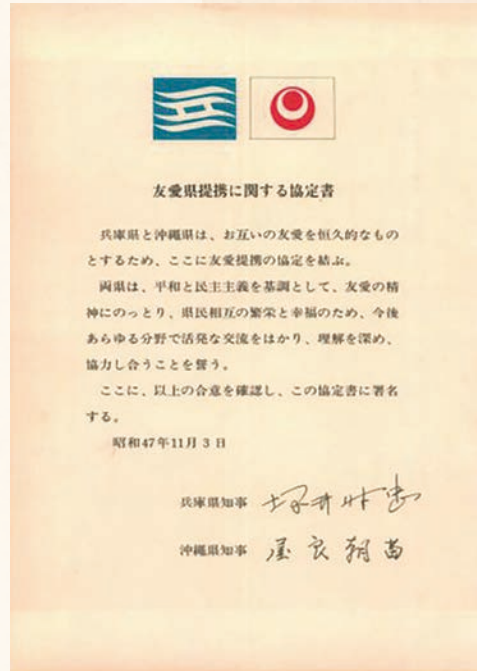 友愛県提携に関する協定書
兵庫県と沖縄県は、お互いの友愛を恒久的なもの
とするため、ここに友愛提携の協定を結ぶ。
両県は、平和と民主主義を基調として、友愛の精
神にのっとり、県民相互の繁栄と幸福のため、今後
あらゆる分野で活発な交流をはかり、理解を深め、
協力し合うことを誓う。
ここに、以上の合意を確認し、この協定書に署名
する。
昭和47年11月3日
兵庫県知事 坂井时忠
沖縄県知事 屋良朝苗